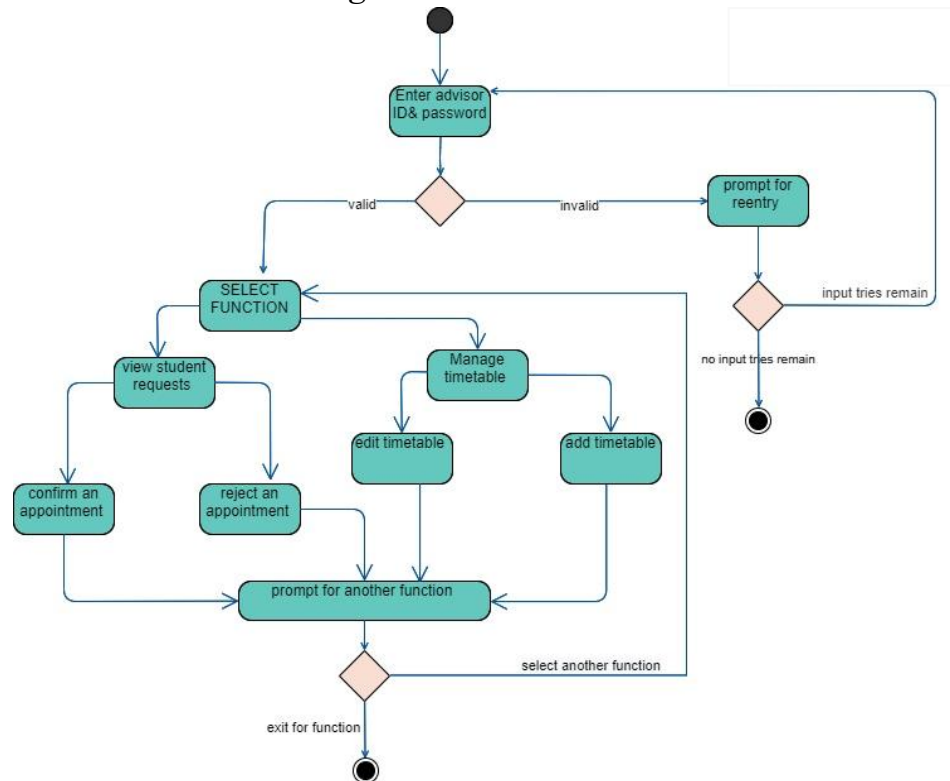 Enter advisor
ID& password
valid
invalid
prompt for
reentry
SELECT
FUNCTION
input tries remain
view student
requests
Manage
timetable
no input tries remain
edit timetable
add timetable
confirm an
appointment
reject an
appointment
prompt for another function
select another function
exit for function